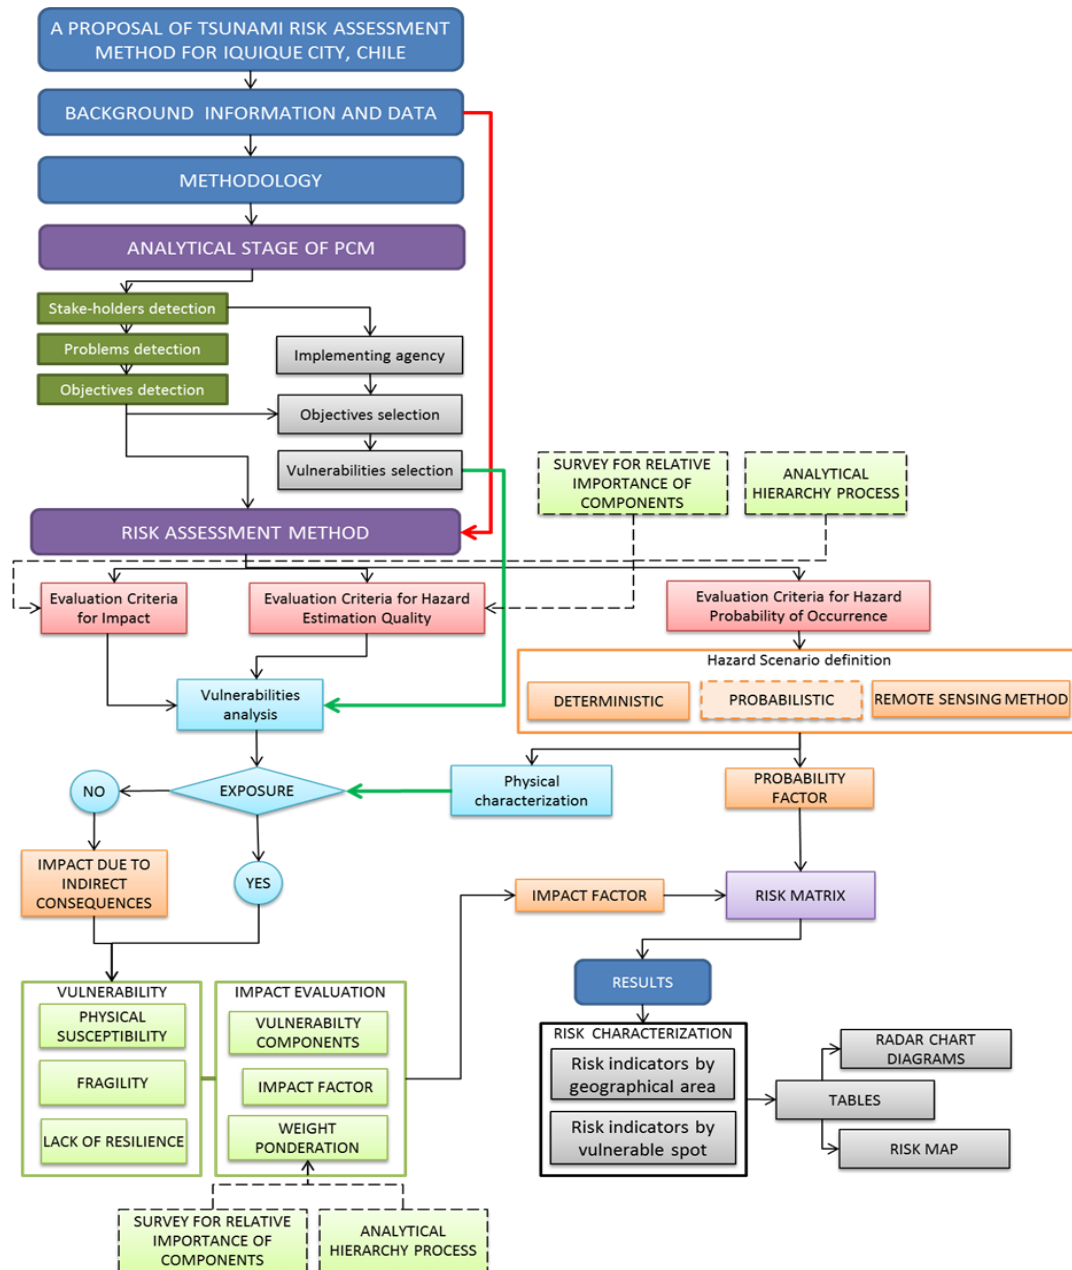 A PROPOSAL OF TSUNAMI RISK ASSESSMENT
METHOD FOR IQUIQUE CITY, CHILE
BACKGROUND INFORMATION AND DATA
METHODOLOGY
ANALYTICAL STAGE OF PCM
Stake-holders detection
Problems detection
Objectives detection
Implementing agency
Objectives selection
Vulnerabilities selection
SURVEY FOR RELATIVE
IMPORTANCE OF
COMPONENTS
ANALYTICAL
HIERARCHY PROCESS
RISK ASSESSMENT METHOD
Evaluation Criteria
for Impact
Evaluation Criteria for Hazard
Estimation Quality
Evaluation Criteria for Hazard
Probability of Occurrence
Hazard Scenario definition
DETERMINISTIC
PROBABILISTIC
REMOTE SENSING METHOD
Vulnerabilities
analysis
NO
EXPOSURE
Physical
characterization
PROBABILITY
FACTOR
IMPACT DUE TO
INDIRECT
CONSEQUENCES
YES
IMPACT FACTOR
RISK MATRIX
VULNERABILITY
PHYSICAL
SUSCEPTIBILITY
FRAGILITY
LACK OF RESILIENCE
IMPACT EVALUATION
VULNERABILTY
COMPONENTS
IMPACT FACTOR
WEIGHT
PONDERATION
RESULTS
RISK CHARACTERIZATION
Risk indicators by
geographical area
Risk indicators by
vulnerable spot
TABLES
RADAR CHART
DIAGRAMS
RISK MAP
SURVEY FOR RELATIVE
IMPORTANCE OF
COMPONENTS
ANALYTICAL
HIERARCHY PROCESS